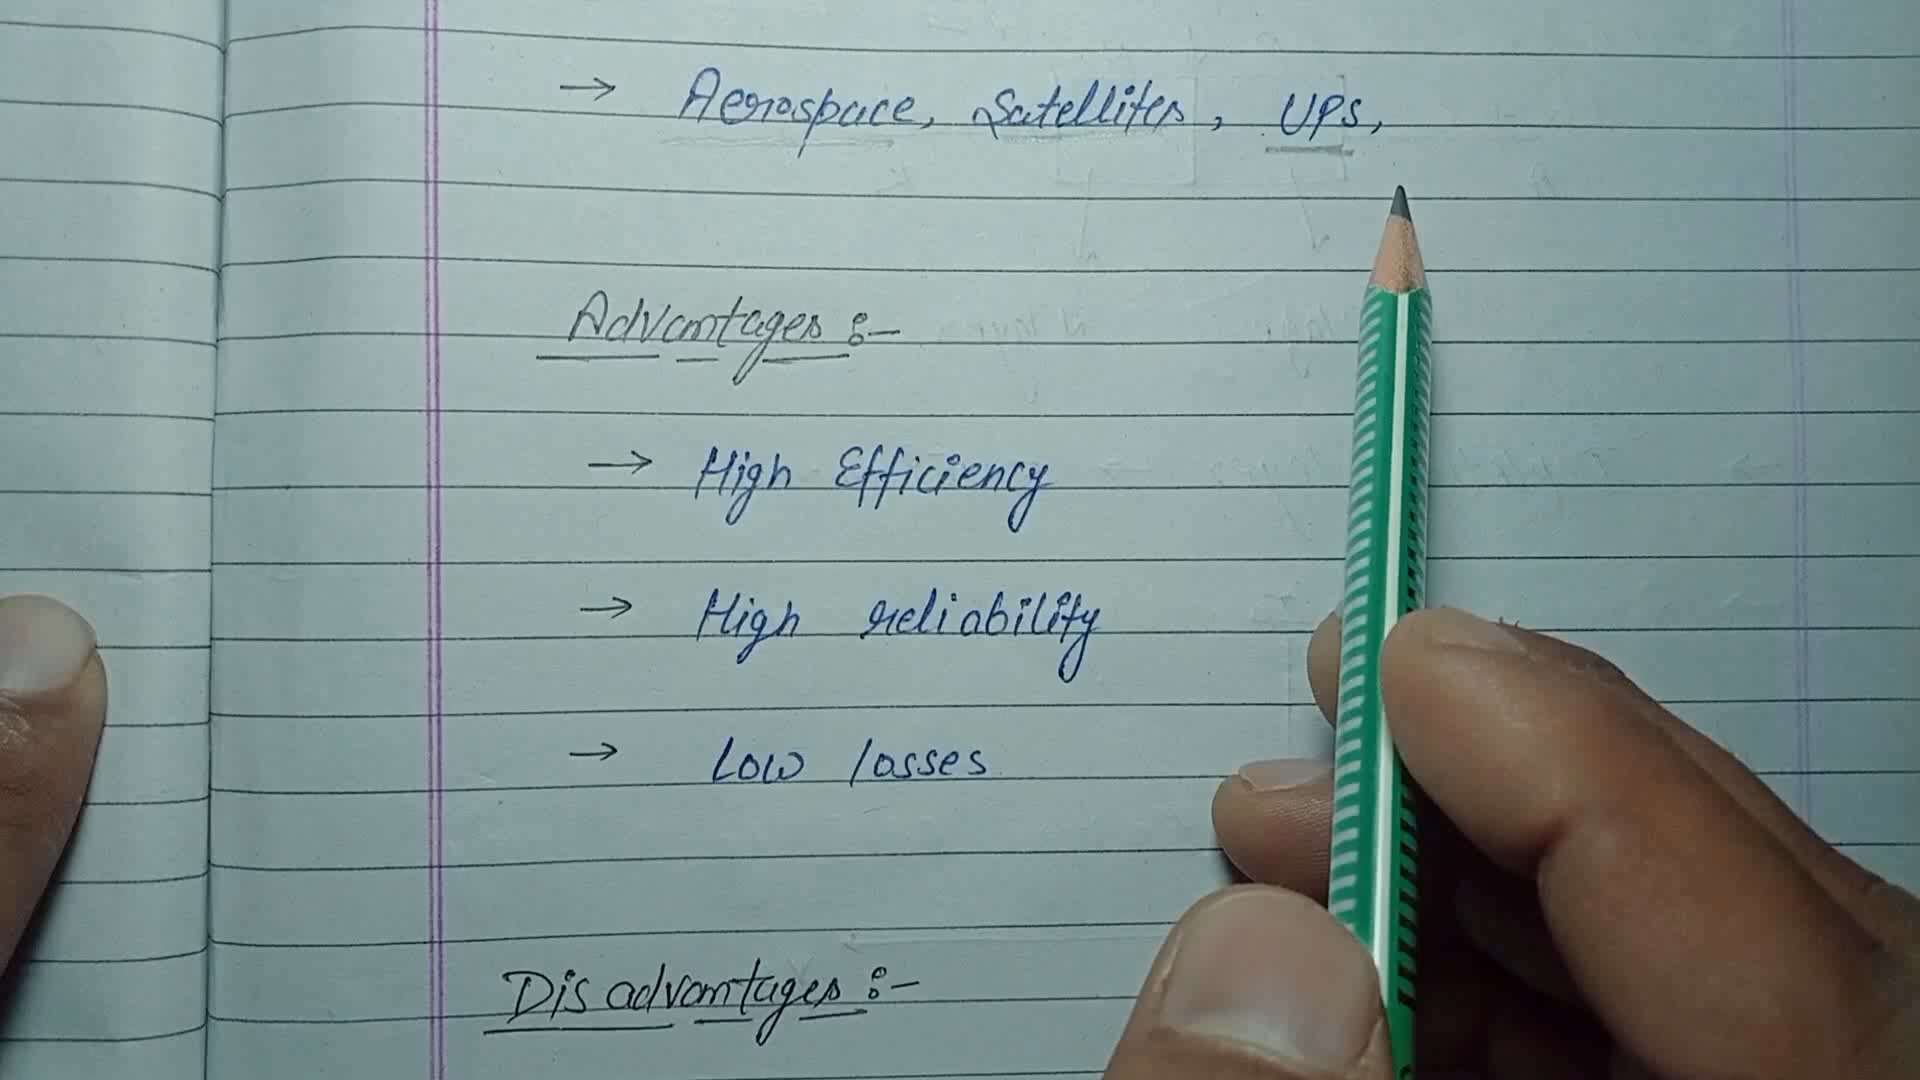 → Aerospace, Satellites, UPS,
Advantages :-
→ High Efficiency
→ High reliability
→ Low losses
Disadvantages :-